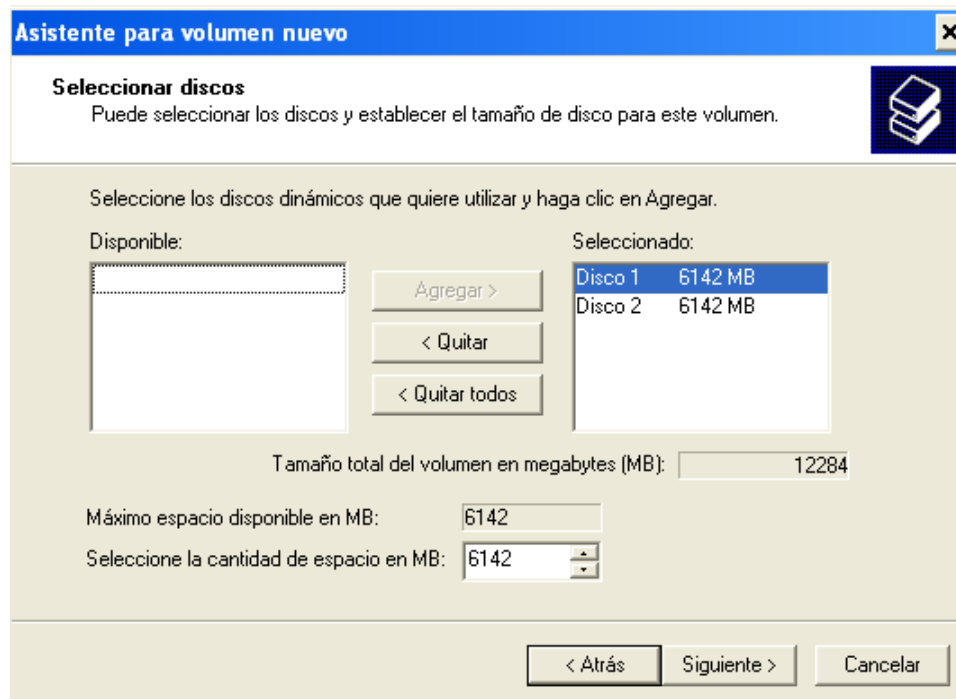 Asistente para volumen nuevo
Seleccionar discos
Puede seleccionar los discos y establecer el tamaño de disco para este volumen.
Seleccione los discos dinámicos que quiere utilizar y haga clic en Agregar.
Disponible:
Seleccionado:
Agregar >
< Quitar
< Quitar todos
Disco 1 6142 MB
Disco 2 6142 MB
Tamaño total del volumen en megabytes (MB): 12284
Máximo espacio disponible en MB: 6142
Seleccione la cantidad de espacio en MB: 6142
< Atrás Siguiente > Cancelar